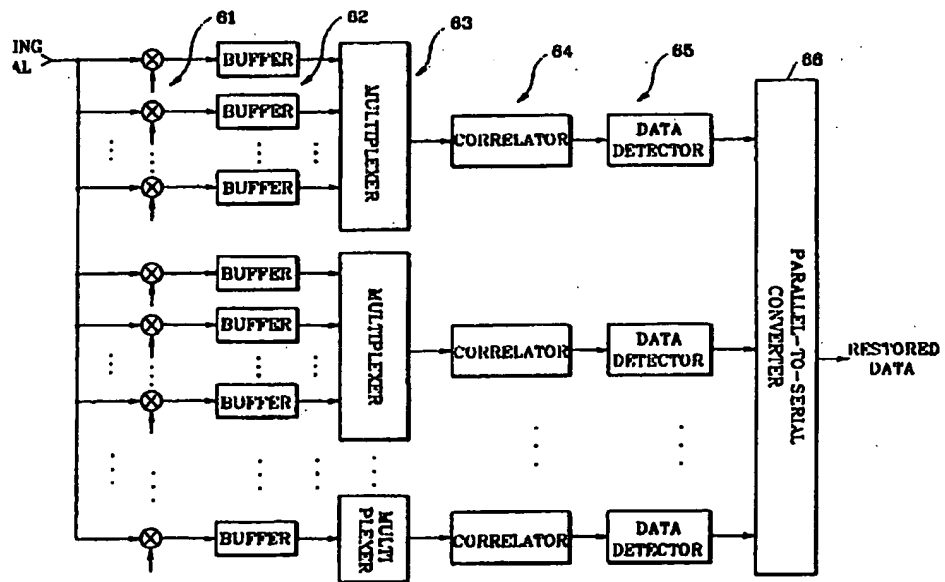 61
62
63
64
65
66
ING
AL
BUFFER
BUFFER
BUFFER
MULTIPLEXER
CORRELATOR
DATA
DETECTOR
BUFFER
BUFFER
BUFFER
MULTIPLEXER
CORRELATOR
DATA
DETECTOR
PARALLEL-TO-SERIAL
CONVERTER
RESTORED
DATA
BUFFER
MULTI
PLEXER
CORRELATOR
DATA
DETECTOR